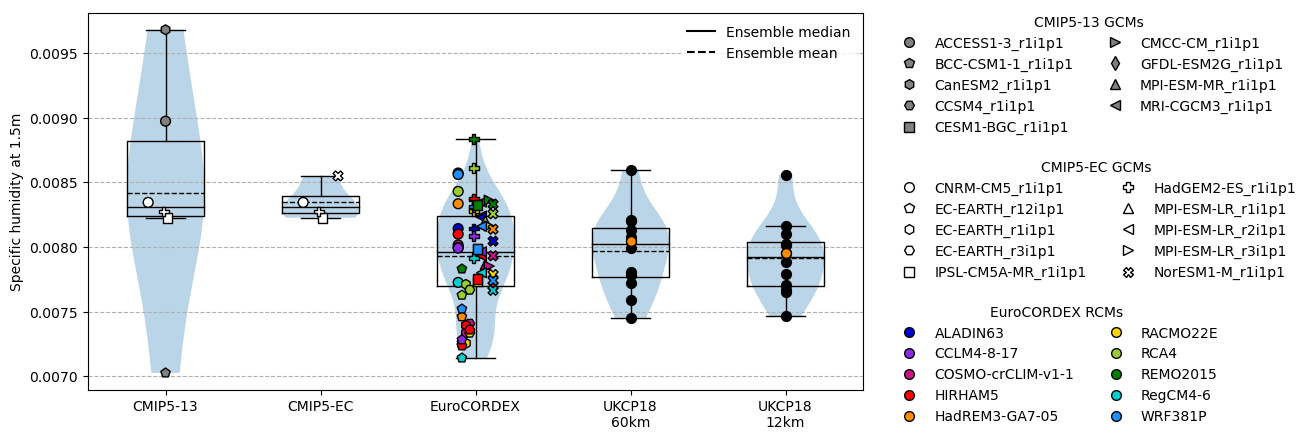 Specific humidity at 1.5m
0.0095
0.0090
0.0085
0.0080
0.0075
0.0070
Ensemble median
Ensemble mean
CMIP5-13
CMIP5-EC
EuroCORDEX
UKCP18
60km
UKCP18
12km
CMIP5-13 GCMs
ACCESS1-3_r1i1p1
BCC-CSM1-1_r1i1p1
CanESM2_r1i1p1
CCSM4_r1i1p1
CESM1-BGC_r1i1p1
CMCC-CM_r1i1p1
GFDL-ESM2G_r1i1p1
MPI-ESM-MR_r1i1p1
MRI-CGCM3_r1i1p1
CMIP5-EC GCMs
CNRM-CM5_r1i1p1
EC-EARTH_r12i1p1
EC-EARTH_r1i1p1
EC-EARTH_r3i1p1
IPSL-CM5A-MR_r1i1p1
HadGEM2-ES_r1i1p1
MPI-ESM-LR_r1i1p1
MPI-ESM-LR_r2i1p1
MPI-ESM-LR_r3i1p1
NorESM1-M_r1i1p1
EuroCORDEX RCMs
ALADIN63
CCLM4-8-17
COSMO-crCLIM-v1-1
HIRHAM5
HadREM3-GA7-05
RACMO22E
RCA4
REMO2015
RegCM4-6
WRF381P